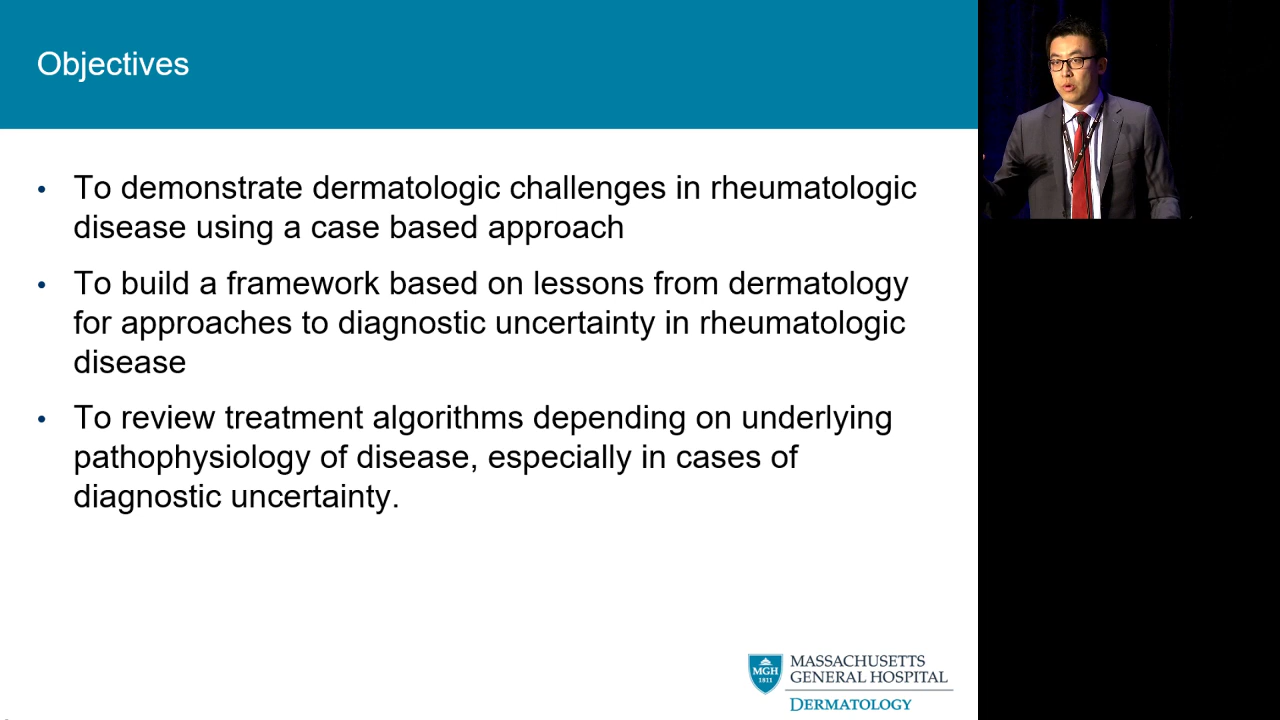 Objectives
• To demonstrate dermatologic challenges in rheumatologic
disease using a case based approach
• To build a framework based on lessons from dermatology
for approaches to diagnostic uncertainty in rheumatologic
disease
• To review treatment algorithms depending on underlying
pathophysiology of disease, especially in cases of
diagnostic uncertainty.
MGH
1811
MASSACHUSETTS
GENERAL HOSPITAL
DERMATOLOGY